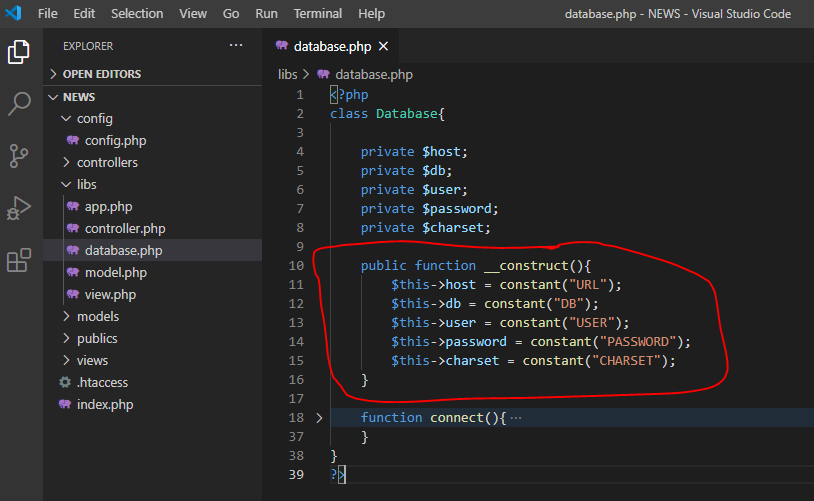 File Edit Selection View Go Run Terminal Help database.php - NEWS - Visual Studio Code
EXPLORER ···
OPEN EDITORS
NEWS
config
config.php
controllers
libs
app.php
controller.php
database.php
model.php
view.php
models
publics
views
.htaccess
index.php
database.php
libs > database.php
1 <?php
2 class Database{
3
4 private $host;
5 private $db;
6 private $user;
7 private $password;
8 private $charset;
9
10 public function __construct(){
11 $this->host = constant("URL");
12 $this->db = constant("DB");
13 $this->user = constant("USER");
14 $this->password = constant("PASSWORD");
15 $this->charset = constant("CHARSET");
16 }
17
18 function connect(){ ···
37 }
38 }
39 ?>